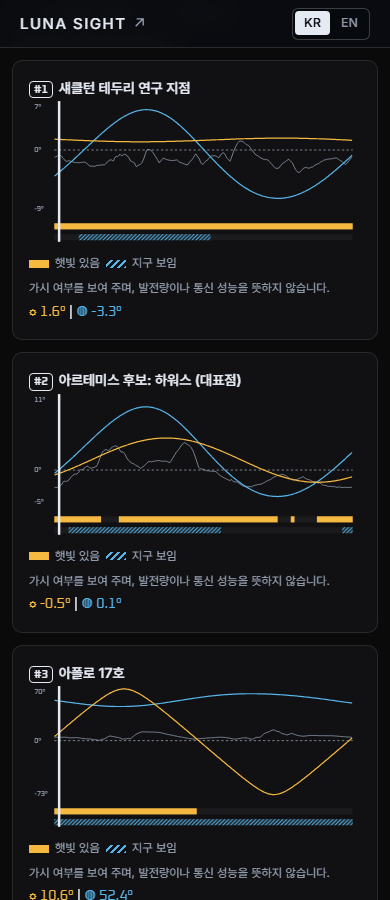 LUNA SIGHT ↗
KR EN
#1 섀클턴 테두리 연구 지점
7°
0°
-9°
햇빛 있음 지구 보임
가시 여부를 보여 주며, 발전량이나 통신 성능을 뜻하지 않습니다.
1.6° | -3.3°
#2 아르테미스 후보: 하워스 (대표점)
11°
0°
-5°
햇빛 있음 지구 보임
가시 여부를 보여 주며, 발전량이나 통신 성능을 뜻하지 않습니다.
-0.5° | 0.1°
#3 아폴로 17호
70°
0°
-73°
햇빛 있음 지구 보임
가시 여부를 보여 주며, 발전량이나 통신 성능을 뜻하지 않습니다.
10.6° | 52.4°